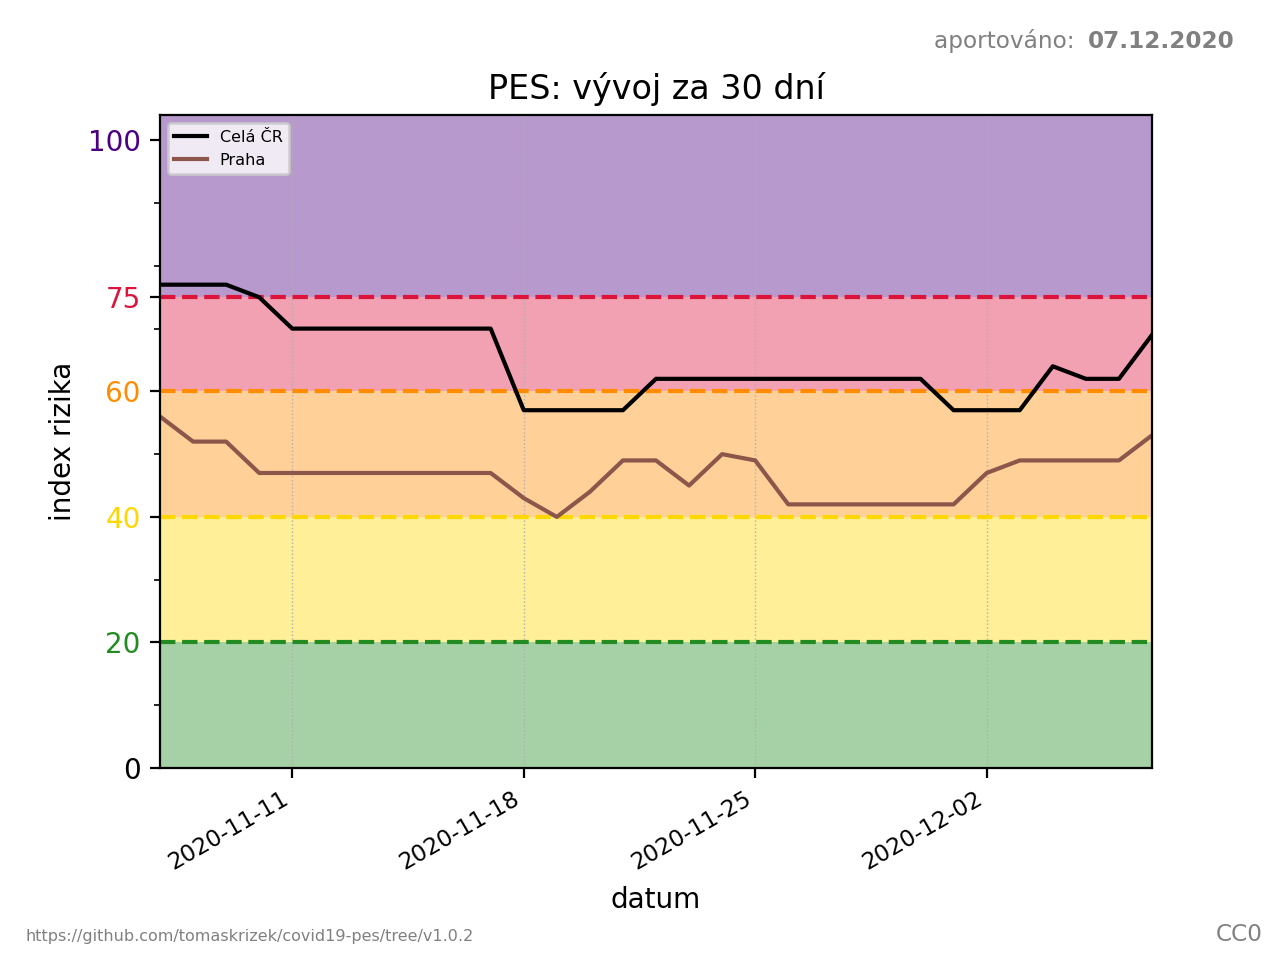 aportováno: 07.12.2020
PES: vývoj za 30 dní
Celá ČR
Praha
100
75
60
40
20
0
index rizika
2020-11-11
2020-11-18
2020-11-25
2020-12-02
datum
https://github.com/tomaskrizek/covid19-pes/tree/v1.0.2
CC0